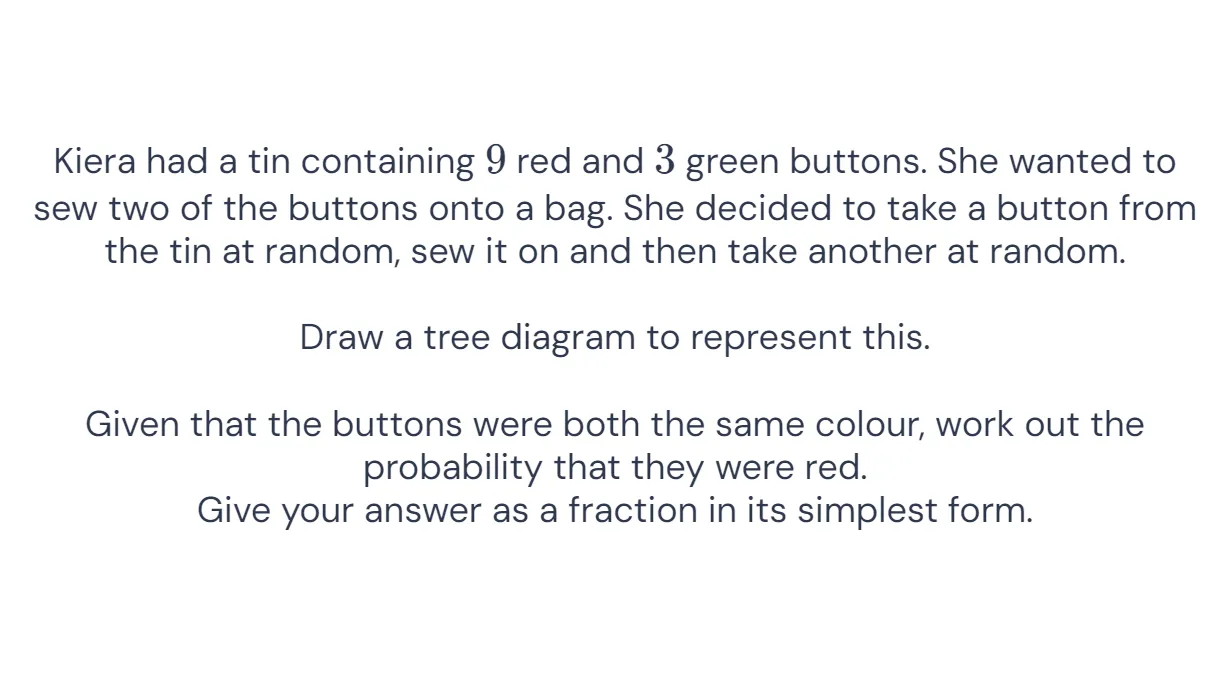 Kiera had a tin containing 9 red and 3 green buttons. She wanted to
sew two of the buttons onto a bag. She decided to take a button from
the tin at random, sew it on and then take another at random.
Draw a tree diagram to represent this.
Given that the buttons were both the same colour, work out the
probability that they were red.
Give your answer as a fraction in its simplest form.